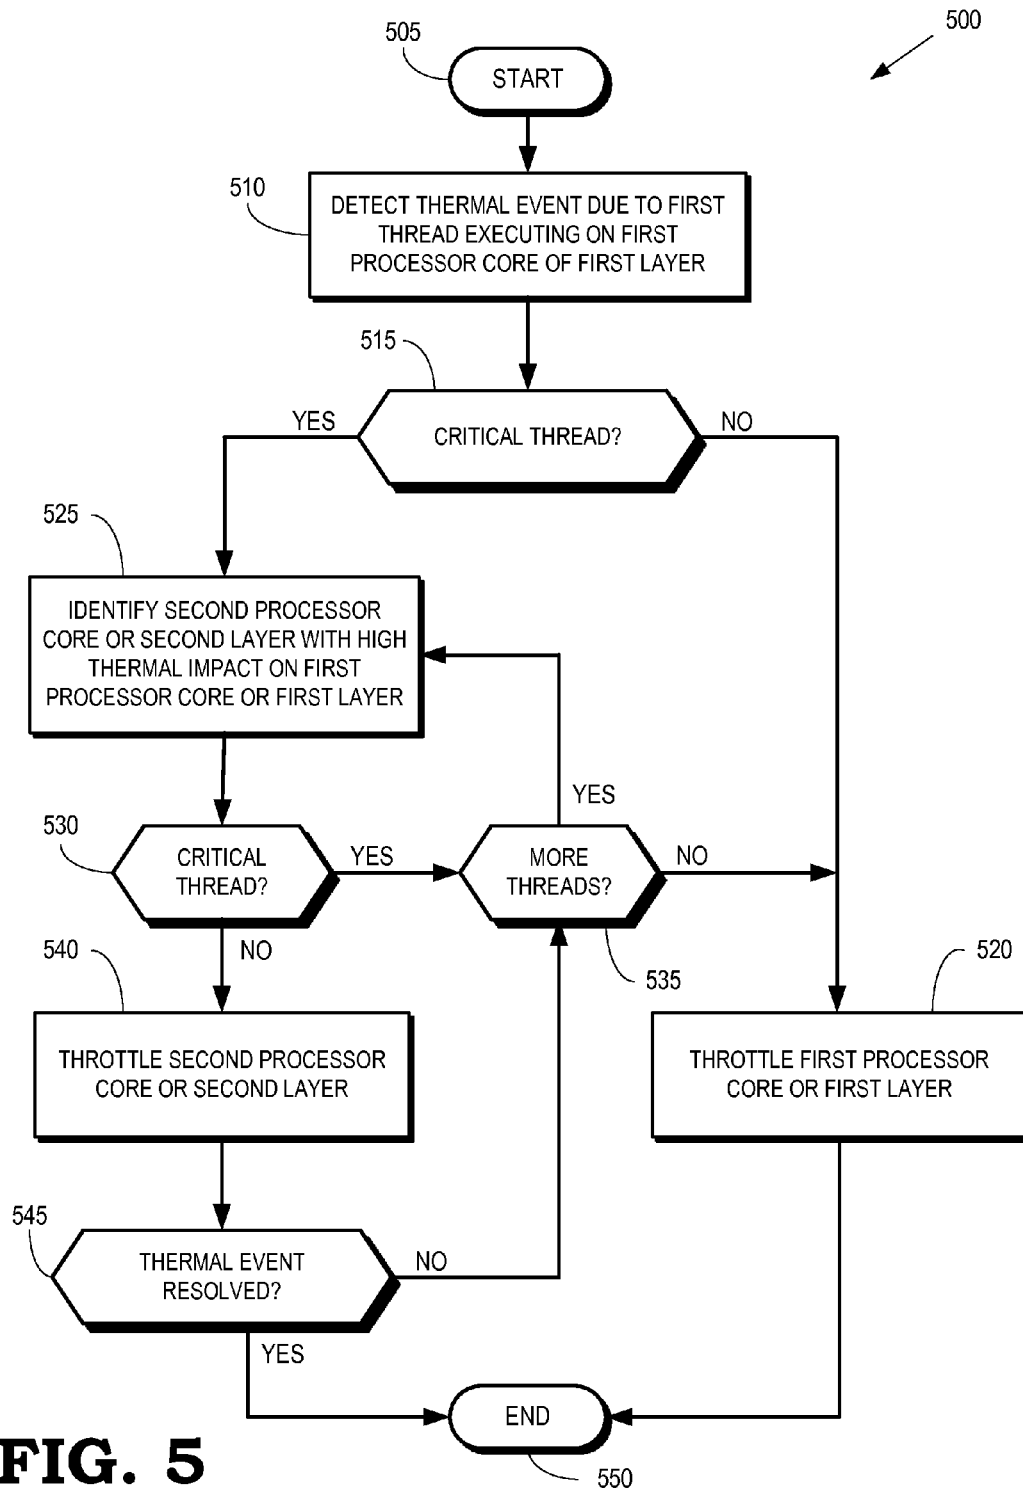 500
505
START
510
DETECT THERMAL EVENT DUE TO FIRST
THREAD EXECUTING ON FIRST
PROCESSOR CORE OF FIRST LAYER
515
YES
CRITICAL THREAD?
NO
525
IDENTIFY SECOND PROCESSOR
CORE OR SECOND LAYER WITH HIGH
THERMAL IMPACT ON FIRST
PROCESSOR CORE OR FIRST LAYER
YES
530
CRITICAL
THREAD?
YES
MORE
THREADS?
NO
NO
535
540
THROTTLE SECOND PROCESSOR
CORE OR SECOND LAYER
520
THROTTLE FIRST PROCESSOR
CORE OR FIRST LAYER
545
THERMAL EVENT
RESOLVED?
NO
YES
END
550
FIG. 5